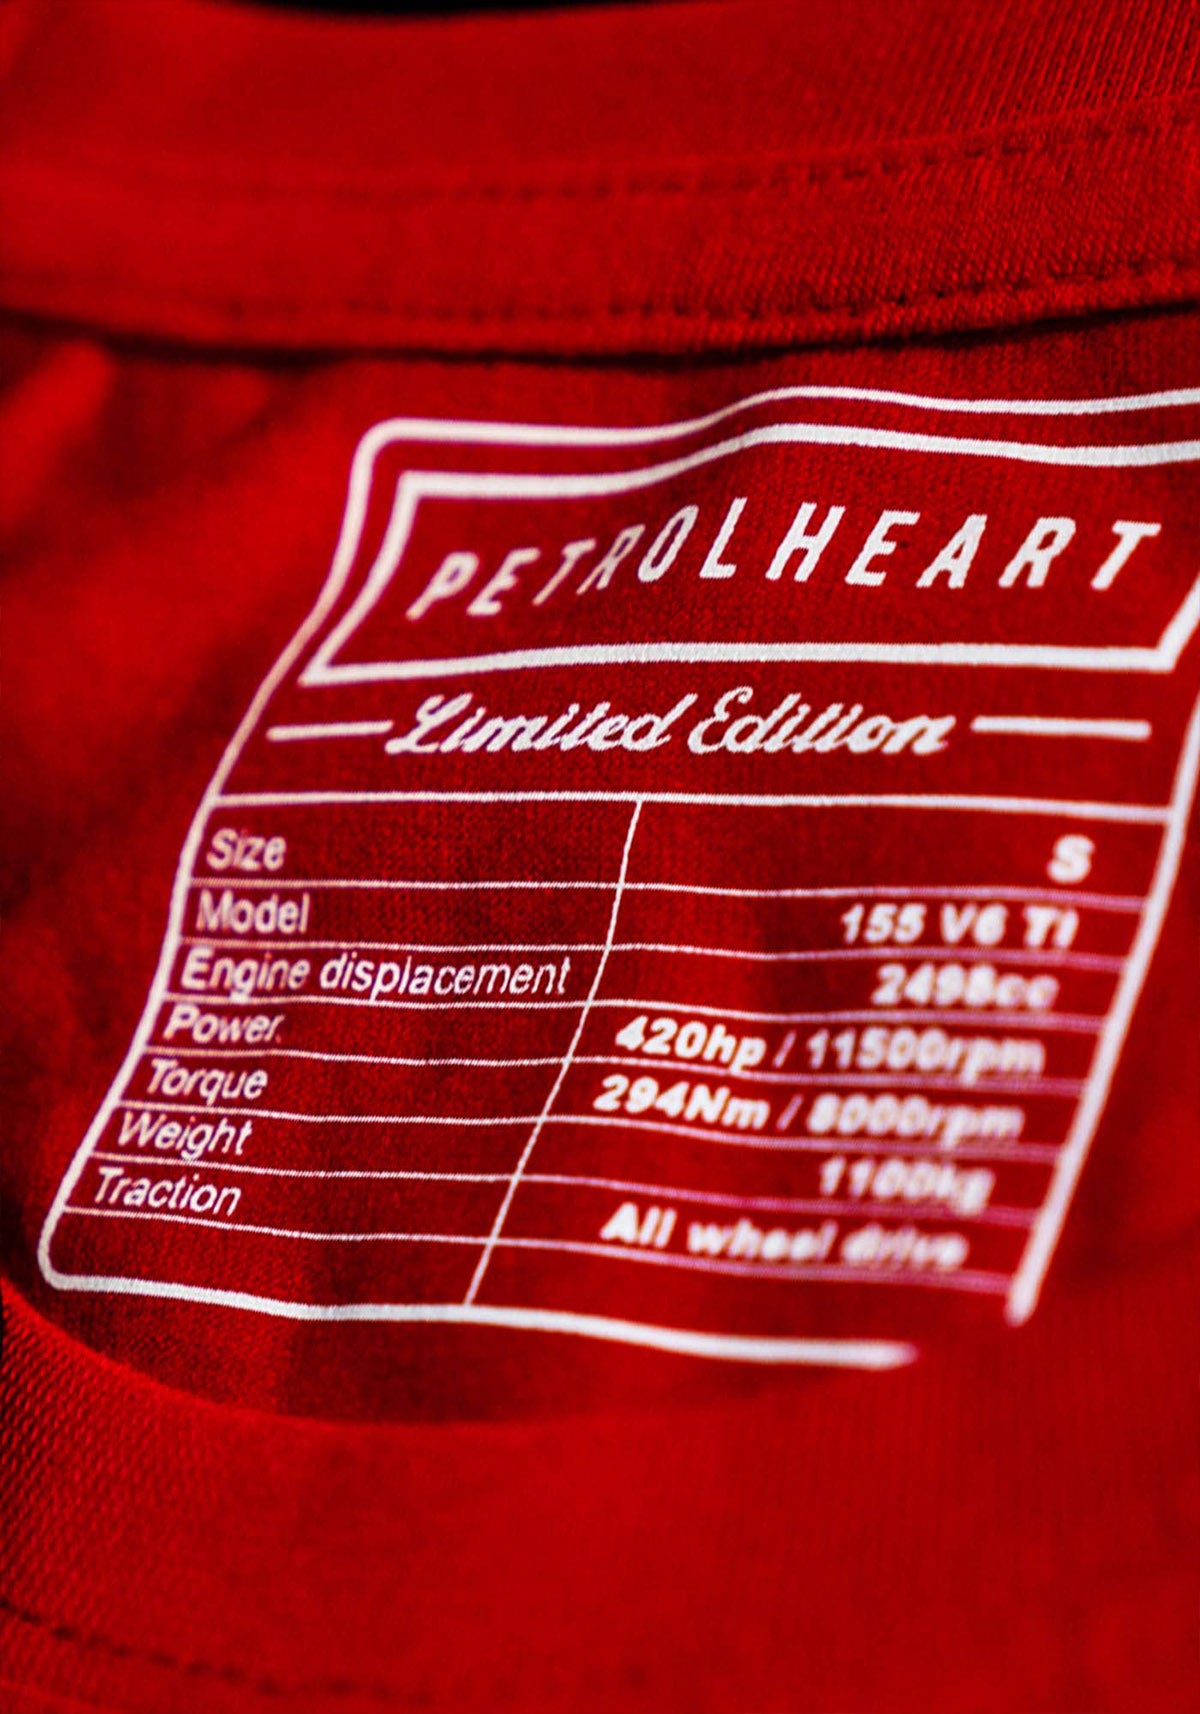 PETROLHEART
Limited Edition
Size S
Model 155 V6 TI
Engine displacement 2498cc
Power 420hp / 11500rpm
Torque 294Nm / 8000rpm
Weight 1100kg
Traction All wheel drive